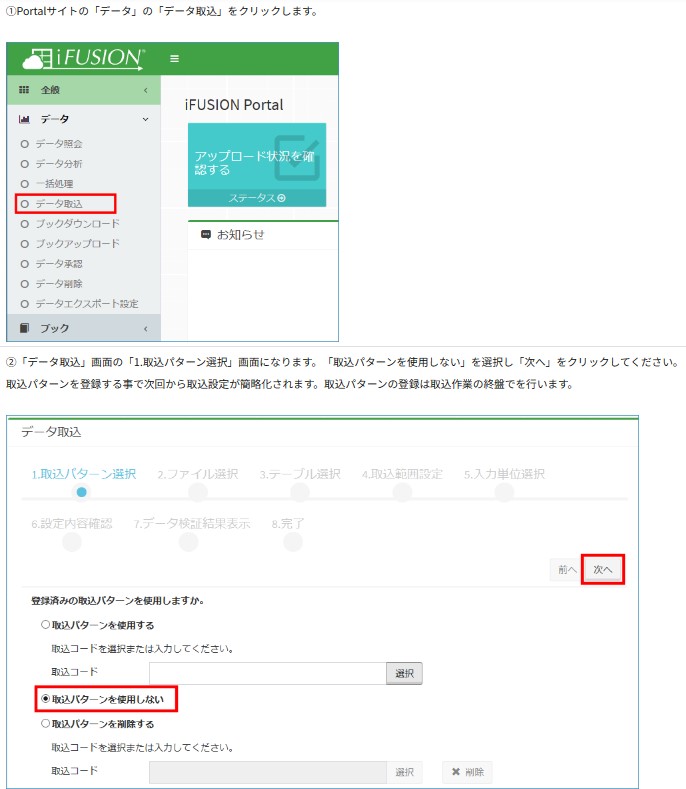 ①Portalサイトの「データ」の「データ取込」をクリックします。
iFUSION
全般
データ
iFUSION Portal
データ照会
データ分析
アップロード状況を確
認する
一括処理
データ取込
ステータス
ブックダウンロード
お知らせ
ブックアップロード
データ承認
データ削除
データエクスポート設定
ブック
②「データ取込」画面の「1.取込パターン選択」画面になります。「取込パターンを使用しない」を選択し「次へ」をクリックしてください。
取込パターンを登録する事で次回から取込設定が簡略化されます。取込パターンの登録は取込作業の終盤でを行います。
データ取込
1.取込パターン選択 2.ファイル選択 3.テーブル選択 4.取込範囲設定 5.入力単位選択
6.設定内容確認 7.データ検証結果表示 8.完了
前へ 次へ
登録済みの取込パターンを使用しますか。
取込パターンを使用する
取込コードを選択または入力してください。
取込コード 選択
取込パターンを使用しない
取込パターンを削除する
取込コードを選択または入力してください。
取込コード 選択 削除